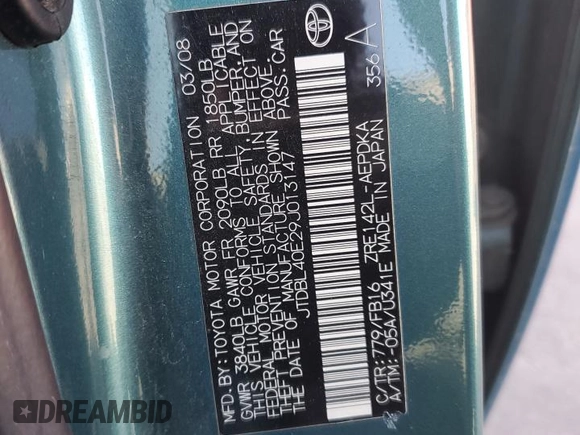 MFD.BY:TOYOTA MOTOR CORPORATION 03/08
GVWR 3840LB GAWR FR 2090LB RR 1850LB
THIS VEHICLE CONFORMS TO ALL APPLICABLE
FEDERAL MOTOR VEHICLE SAFETY, BUMPER, AND
THEFT PREVENTION STANDARDS IN EFFECT ON
THE DATE OF MANUFACTURE SHOWN ABOVE.
JTDBL40E29J013147 PASS.CAR
C/TR:779/FB16 ZRE142L-AEPDKA
A/TM:-05A/U341E MADE IN JAPAN
356 A
DREAMBID